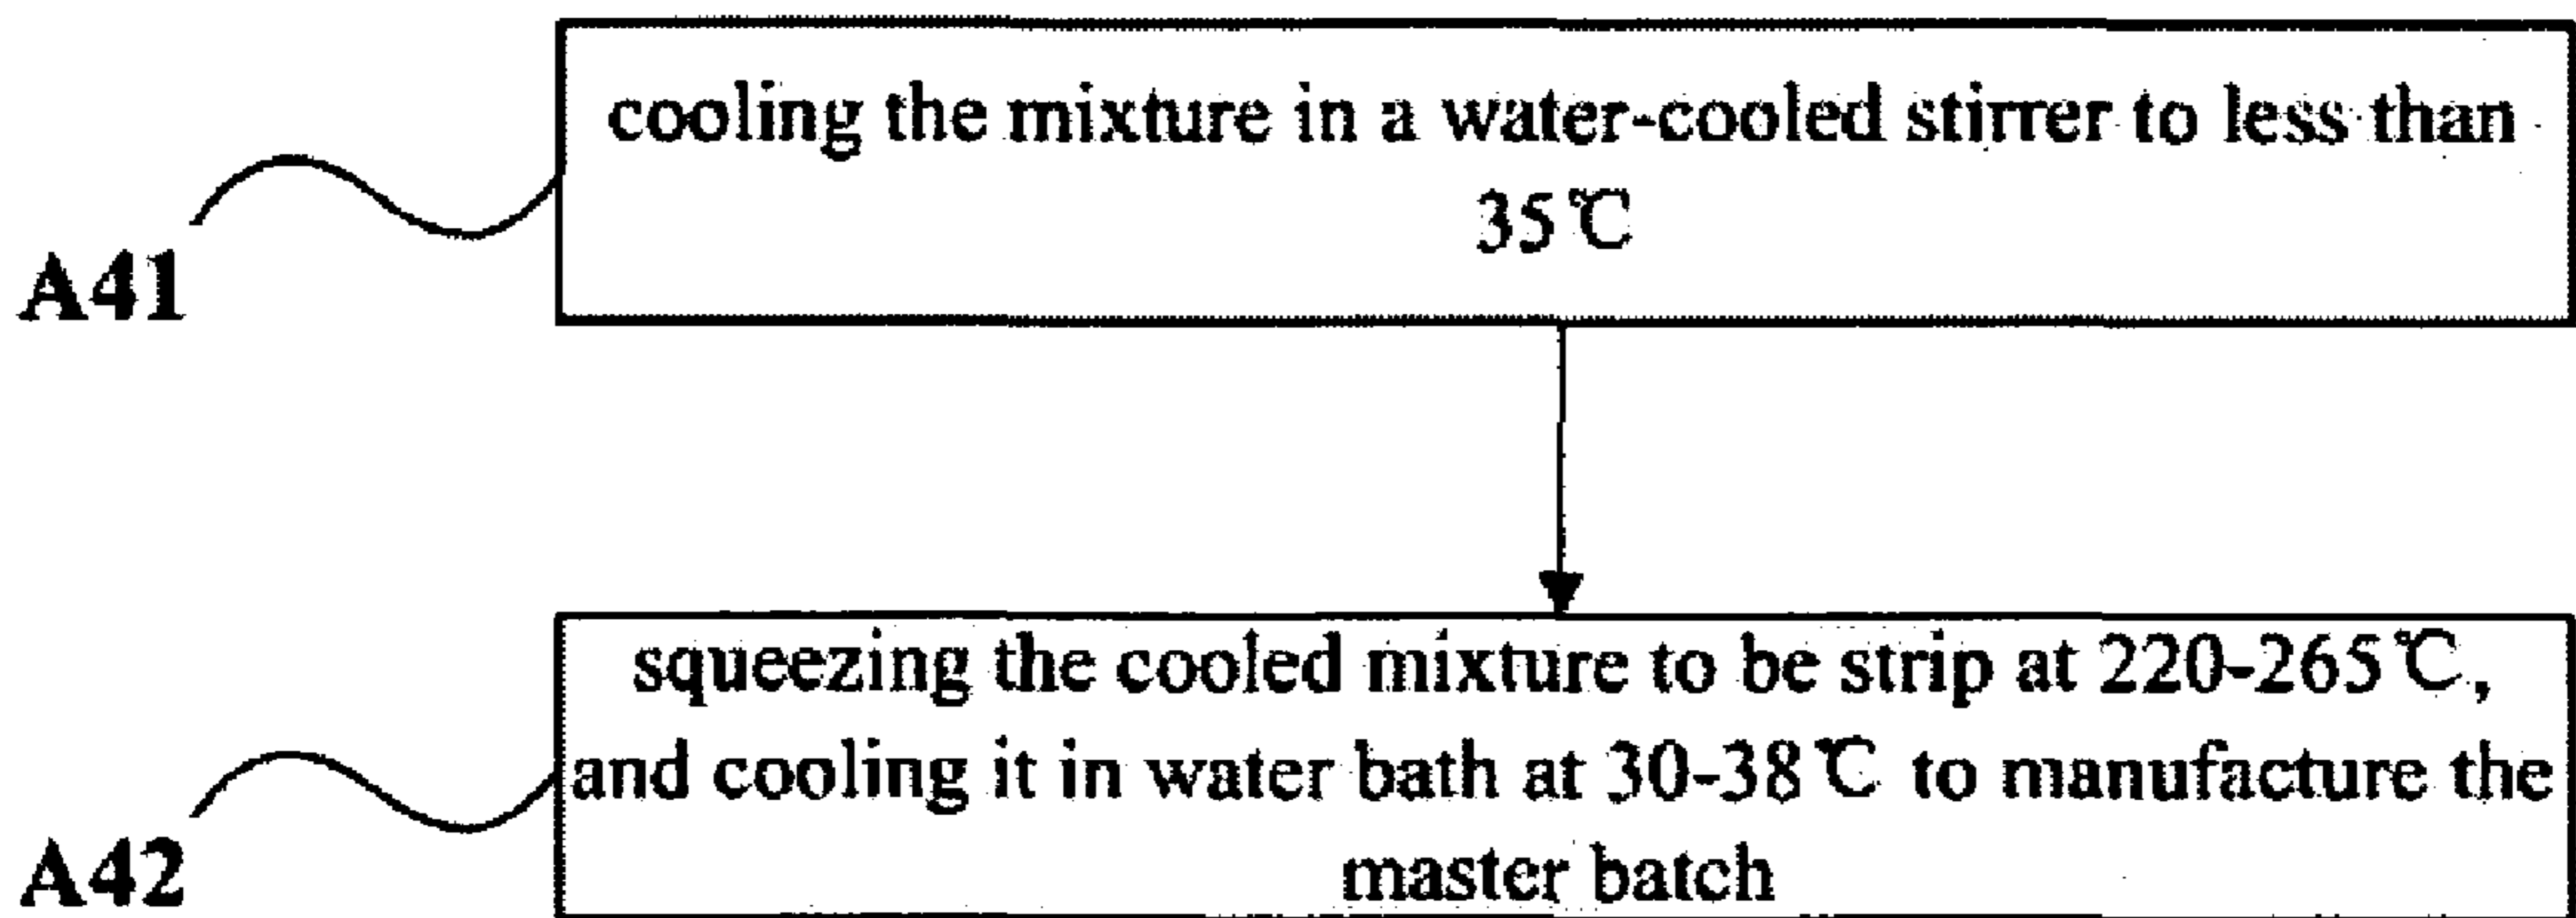 cooling the mixture in a water-cooled stirrer to less than
35℃
A41
squeezing the cooled mixture to be strip at 220-265℃,
and cooling it in water bath at 30-38℃ to manufacture the
master batch
A42